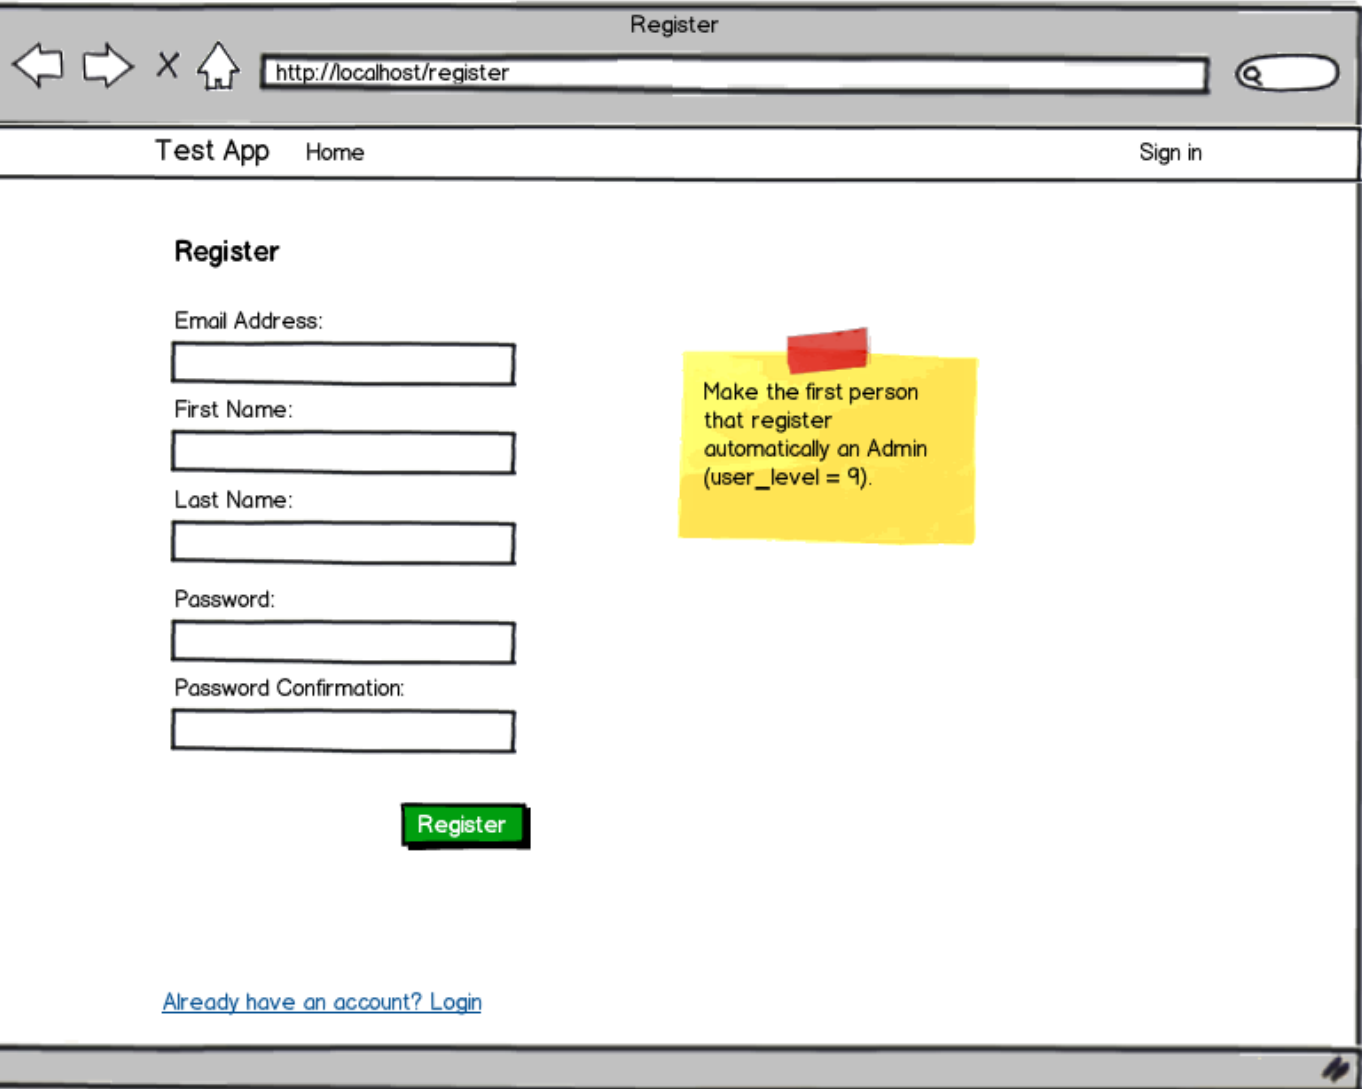 Register
http://localhost/register
Test App Home Sign in
Register
Email Address:
First Name:
Last Name:
Password:
Password Confirmation:
Register
Make the first person
that register
automatically an Admin
(user_level = 9).
Already have an account? Login